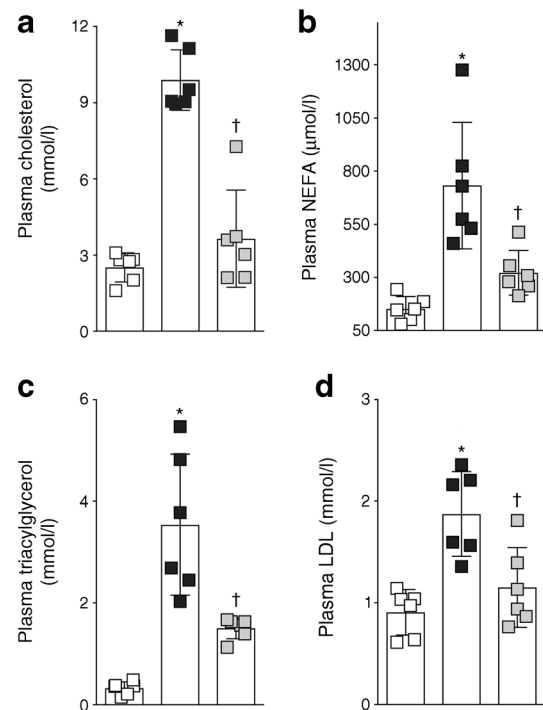 a
Plasma cholesterol
(mmol/l)
12
9
6
3
0
*
†
b
Plasma NEFA (μmol/l)
1300
1050
800
550
300
50
*
†
c
Plasma triacylglycerol
(mmol/l)
6
4
2
0
*
†
d
Plasma LDL (mmol/l)
3
2
1
0
*
†